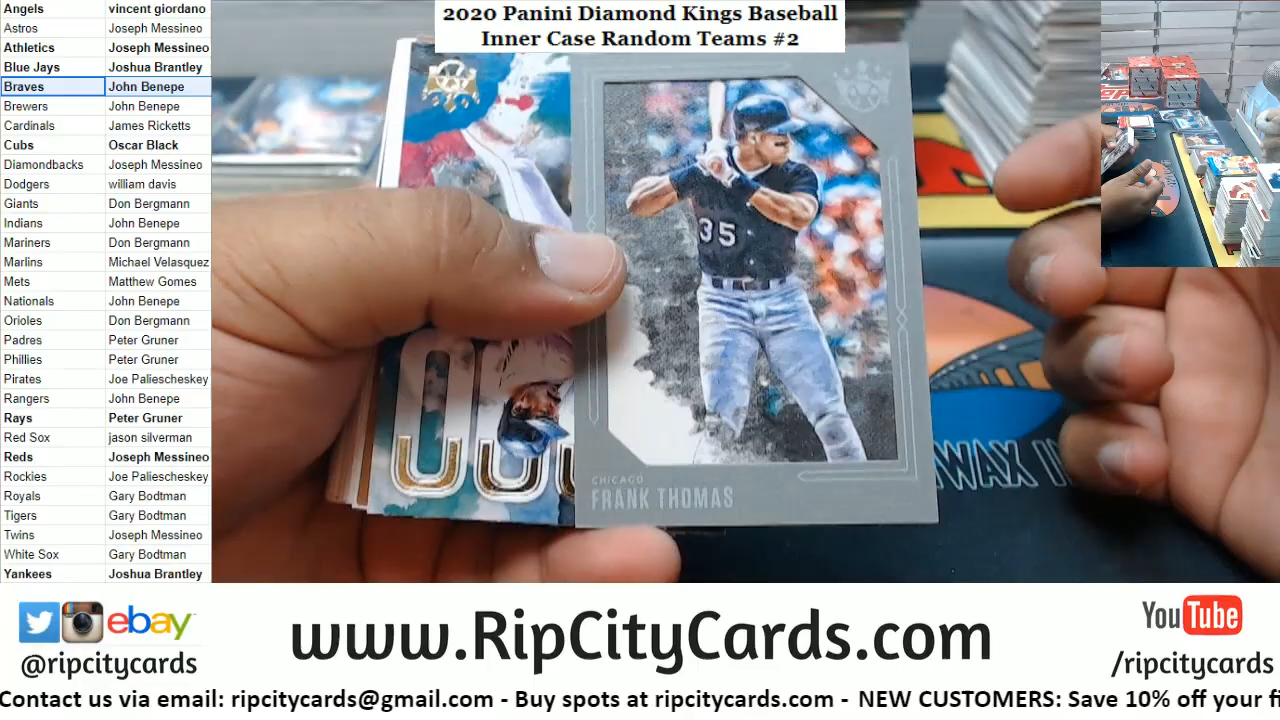 2020 Panini Diamond Kings Baseball
Inner Case Random Teams #2
Angels vincent giordano
Astros Joseph Messineo
Athletics Joseph Messineo
Blue Jays Joshua Brantley
Braves John Benepe
Brewers John Benepe
Cardinals James Ricketts
Cubs Oscar Black
Diamondbacks Joseph Messineo
Dodgers william davis
Giants Don Bergmann
Indians John Benepe
Mariners Don Bergmann
Marlins Michael Velasquez
Mets Matthew Gomes
Nationals John Benepe
Orioles Don Bergmann
Padres Peter Gruner
Phillies Peter Gruner
Pirates Joe Paliescheskey
Rangers John Benepe
Rays Peter Gruner
Red Sox jason silverman
Reds Joseph Messineo
Rockies Joe Paliescheskey
Royals Gary Bodtman
Tigers Gary Bodtman
Twins Joseph Messineo
White Sox Gary Bodtman
Yankees Joshua Brantley
35
CHICAGO
FRANK THOMAS
WAX
ebay
@ripcitycards
www.RipCityCards.com
YouTube
/ripcitycards
Contact us via email: ripcitycards@gmail.com - Buy spots at ripcitycards.com - NEW CUSTOMERS: Save 10% off your fi